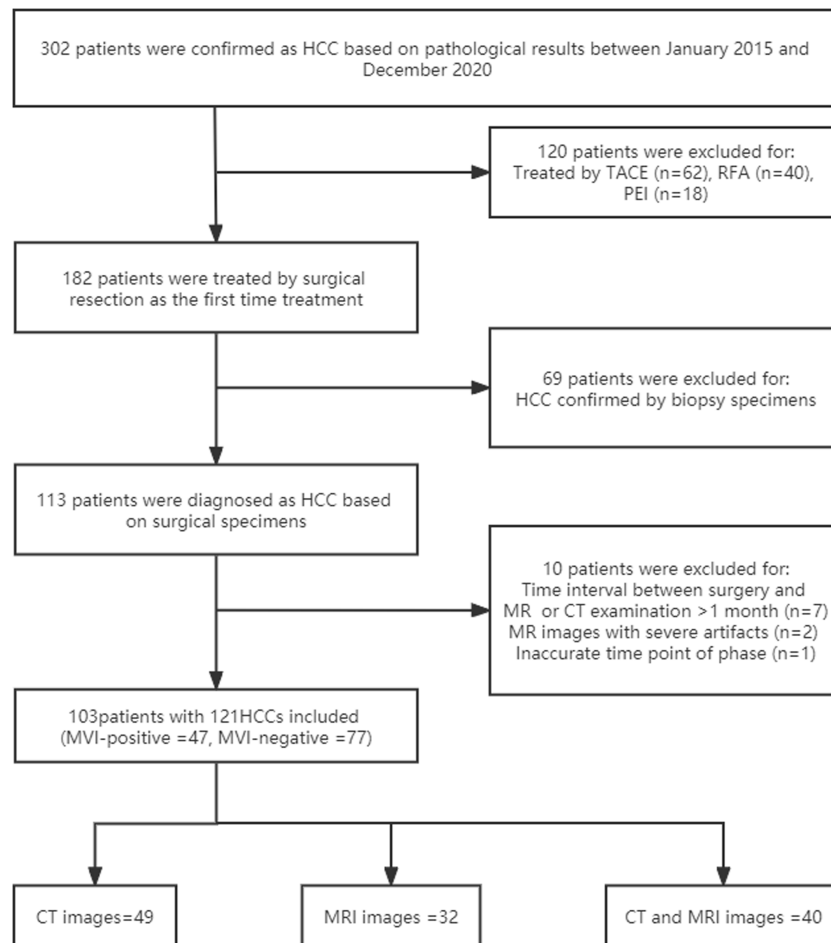 302 patients were confirmed as HCC based on pathological results between January 2015 and
December 2020
120 patients were excluded for:
Treated by TACE (n=62), RFA (n=40),
PEI (n=18)
182 patients were treated by surgical
resection as the first time treatment
69 patients were excluded for:
HCC confirmed by biopsy specimens
113 patients were diagnosed as HCC based
on surgical specimens
10 patients were excluded for:
Time interval between surgery and
MR or CT examination >1 month (n=7)
MR images with severe artifacts (n=2)
Inaccurate time point of phase (n=1)
103patients with 121HCCs included
(MVI-positive =47, MVI-negative =77)
CT images=49
MRI images =32
CT and MRI images =40